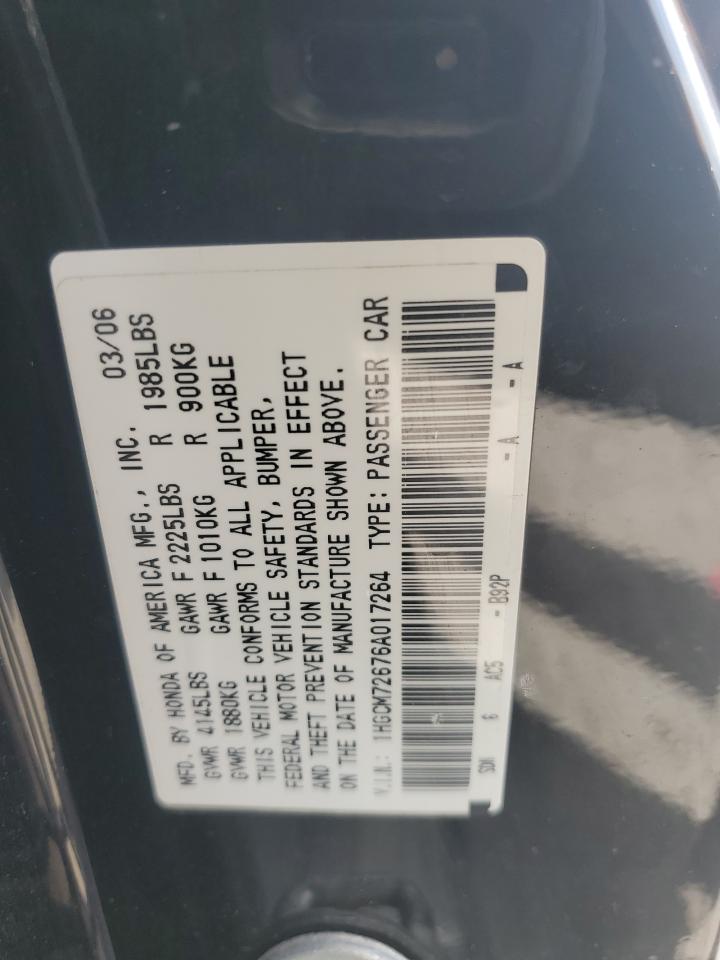 MFD. BY HONDA OF AMERICA MFG., INC. 03/06
GVWR 4145LBS GAWR F 2225LBS R 1985LBS
GVWR 1880KG GAWR F 1010KG R 900KG
THIS VEHICLE CONFORMS TO ALL APPLICABLE
FEDERAL MOTOR VEHICLE SAFETY, BUMPER,
AND THEFT PREVENTION STANDARDS IN EFFECT
ON THE DATE OF MANUFACTURE SHOWN ABOVE.
V.I.N.: 1HGCM72676A017264 TYPE: PASSENGER CAR
SDN 6 AC5 - B92P - A - A